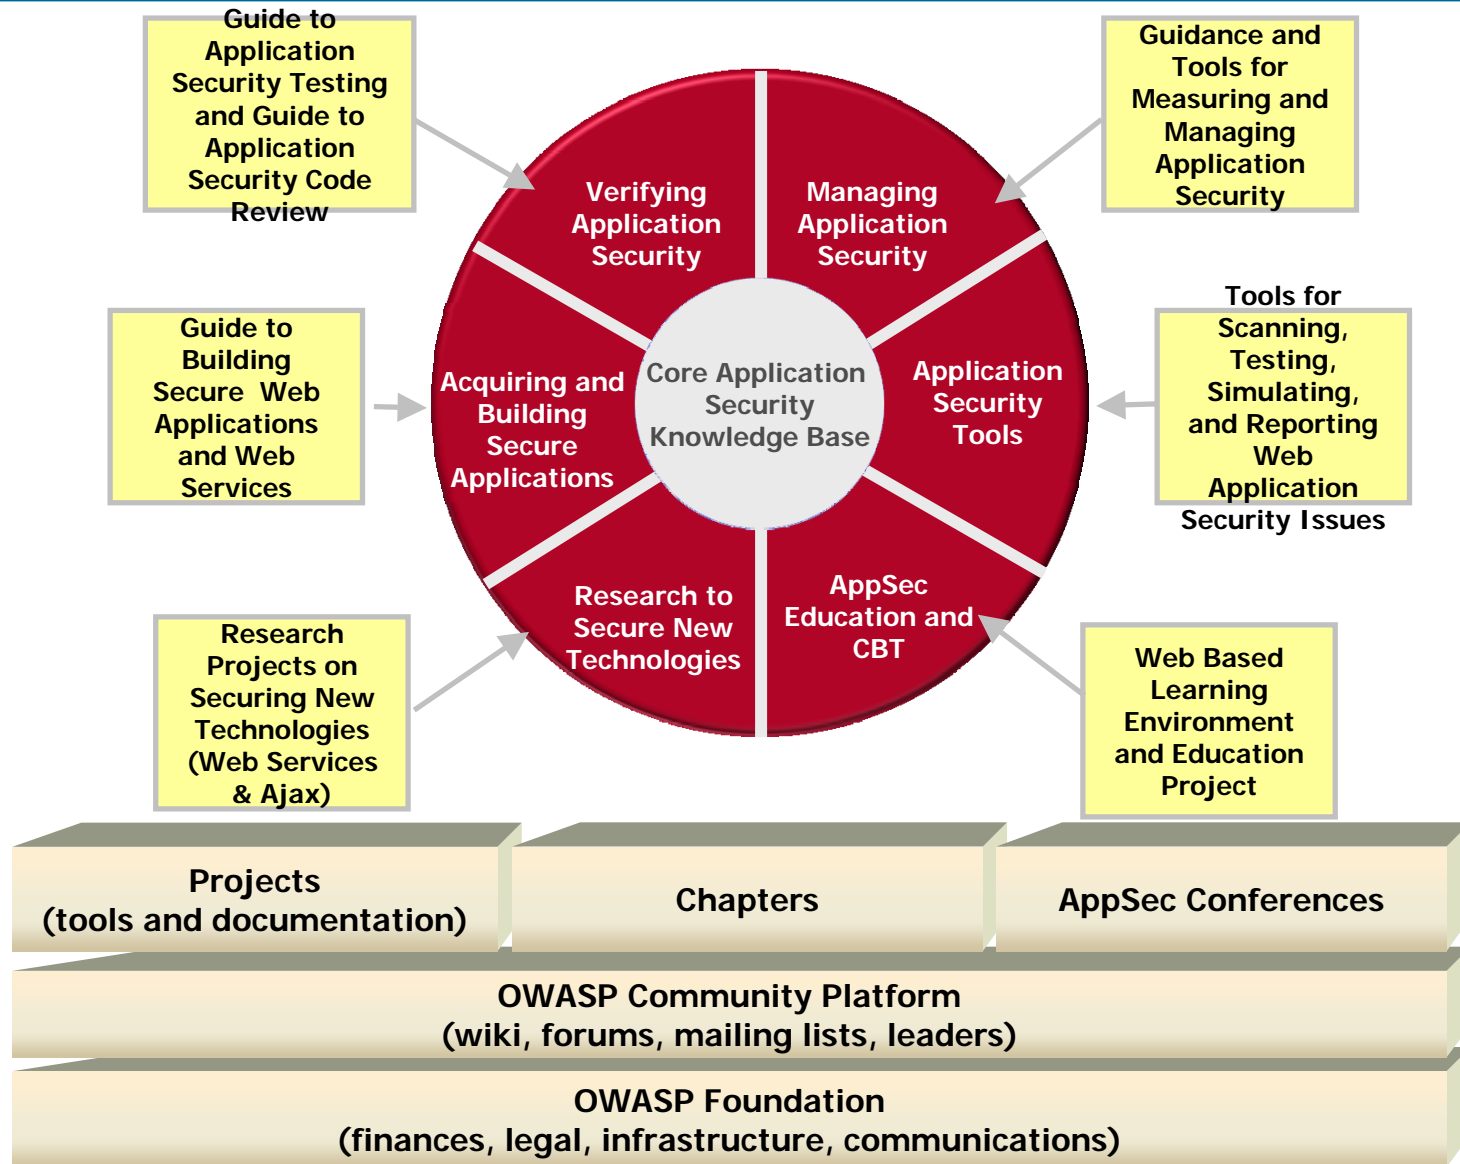 Guide to
Application
Security Testing
and Guide to
Application
Security Code
Review
Guidance and
Tools for
Measuring and
Managing
Application
Security
Verifying
Application
Security
Managing
Application
Security
Guide to
Building
Secure Web
Applications
and Web
Services
Acquiring and
Building
Secure
Applications
Core Application
Security
Knowledge Base
Application
Security
Tools
Tools for
Scanning,
Testing,
Simulating,
and Reporting
Web
Application
Security Issues
Research
Projects on
Securing New
Technologies
(Web Services
& Ajax)
Research to
Secure New
Technologies
AppSec
Education and
CBT
Web Based
Learning
Environment
and Education
Project
Projects
(tools and documentation)
Chapters
AppSec Conferences
OWASP Community Platform
(wiki, forums, mailing lists, leaders)
OWASP Foundation
(finances, legal, infrastructure, communications)